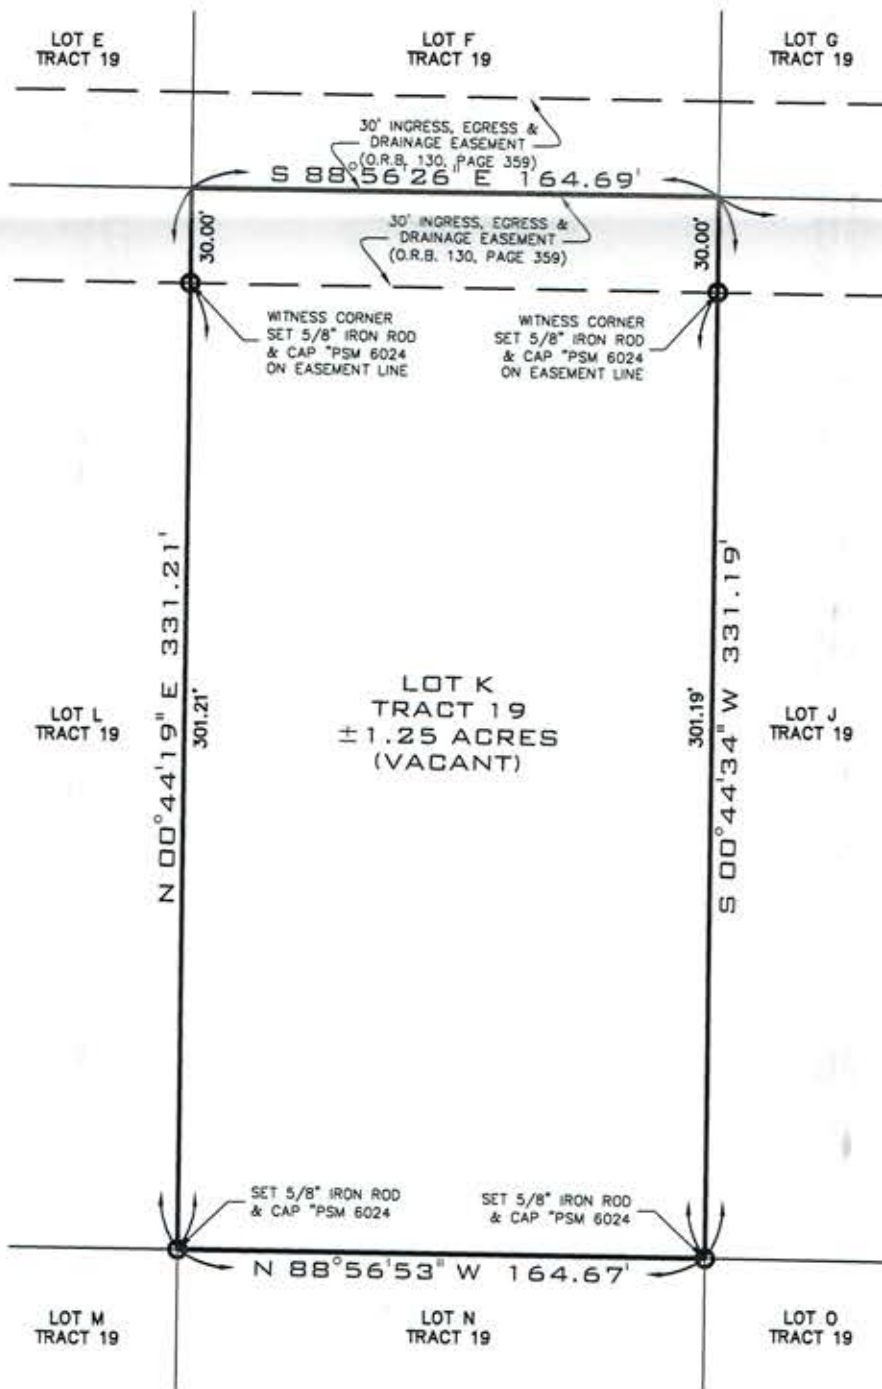 LOT E
TRACT 19
LOT F
TRACT 19
LOT G
TRACT 19
30' INGRESS, EGRESS &
DRAINAGE EASEMENT
(O.R.B. 130, PAGE 359)
S 88°56'26" E 164.69'
30.00'
30' INGRESS, EGRESS &
DRAINAGE EASEMENT
(O.R.B. 130, PAGE 359)
30.00'
WITNESS CORNER
SET 5/8" IRON ROD
& CAP "PSM 6024
ON EASEMENT LINE
WITNESS CORNER
SET 5/8" IRON ROD
& CAP "PSM 6024
ON EASEMENT LINE
N 00°44'19" E 331.21'
S 00°44'34" W 331.19'
LOT L
TRACT 19
301.21'
LOT K
TRACT 19
±1.25 ACRES
(VACANT)
301.19'
LOT J
TRACT 19
SET 5/8" IRON ROD
& CAP "PSM 6024
SET 5/8" IRON ROD
& CAP "PSM 6024
N 88°56'53" W 164.67'
LOT M
TRACT 19
LOT N
TRACT 19
LOT O
TRACT 19